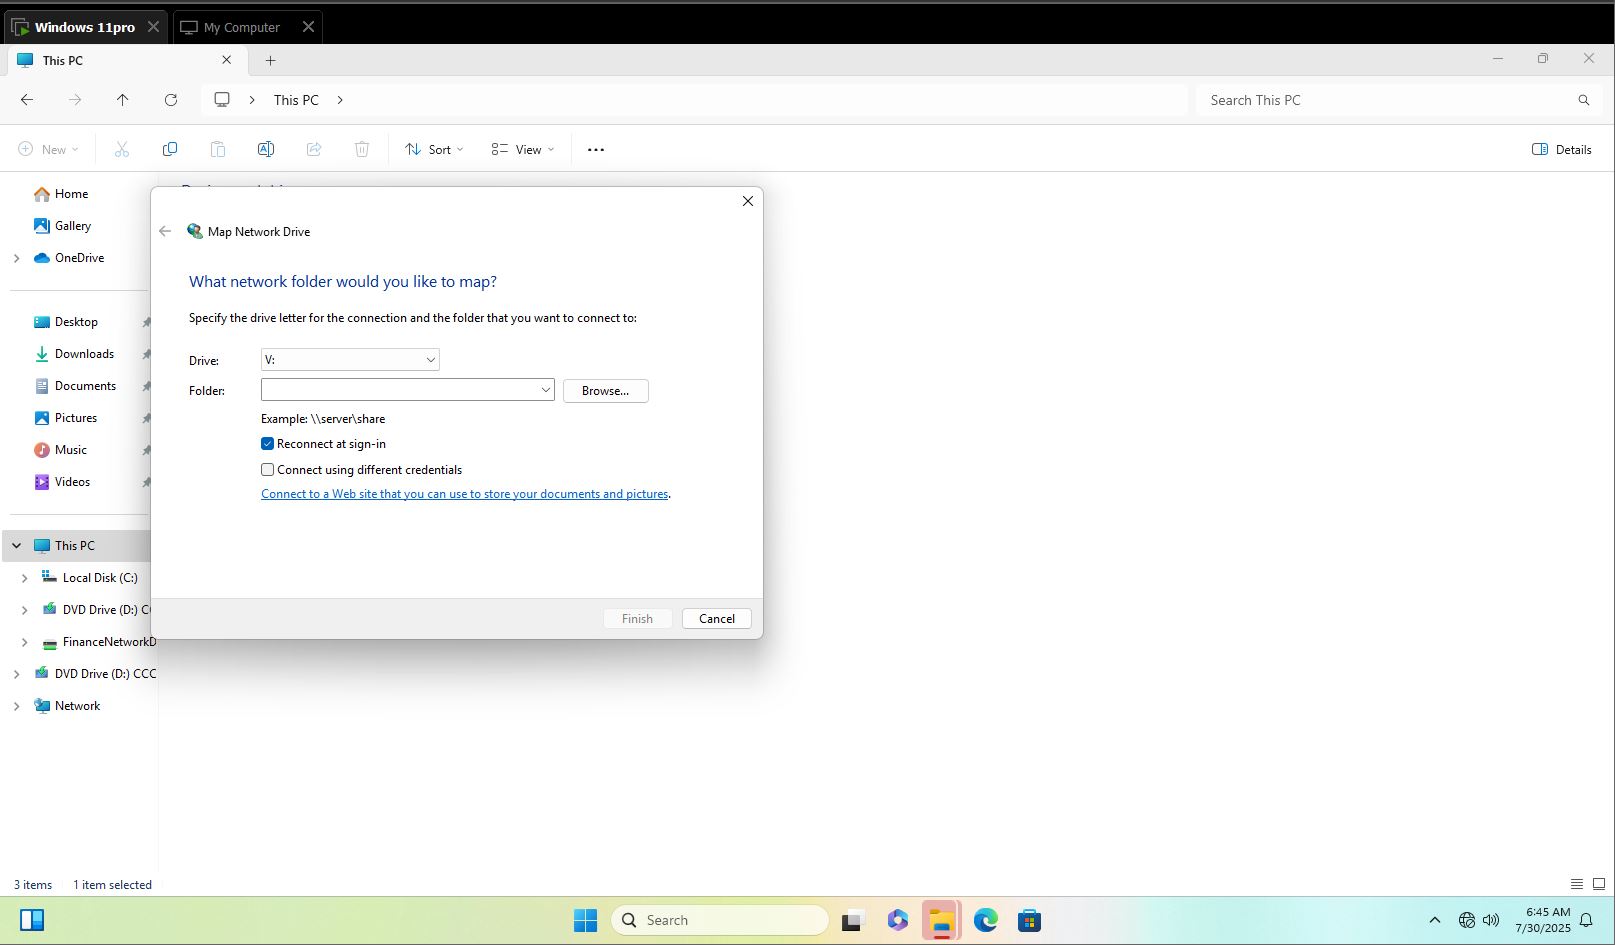 Windows 11pro
My Computer
This PC
This PC
Search This PC
New
Sort
View
Details
Home
Gallery
OneDrive
Desktop
Downloads
Documents
Pictures
Music
Videos
This PC
Local Disk (C:)
DVD Drive (D:) CC
FinanceNetworkD
DVD Drive (D:) CCC
Network
Map Network Drive
What network folder would you like to map?
Specify the drive letter for the connection and the folder that you want to connect to:
Drive: V:
Folder:
Browse...
Example: \\server\share
Reconnect at sign-in
Connect using different credentials
Connect to a Web site that you can use to store your documents and pictures.
Finish
Cancel
3 items 1 item selected
Search
6:45 AM
7/30/2025